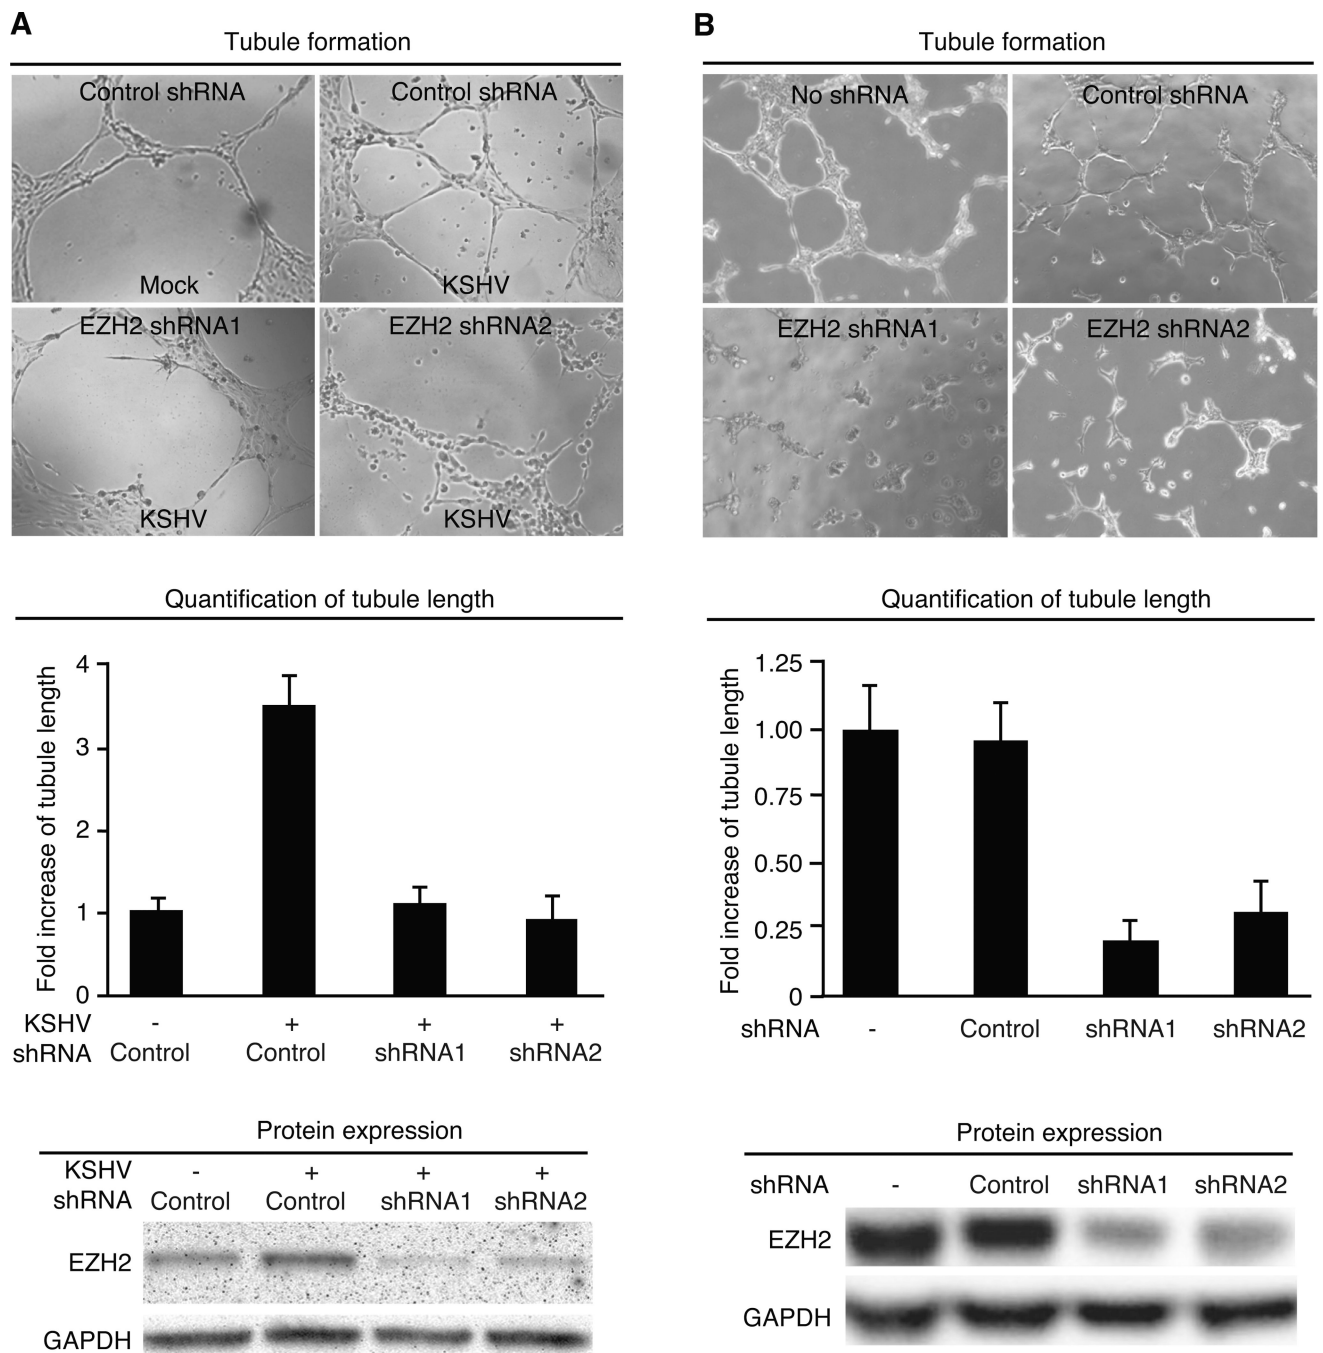 A
Tubule formation
Control shRNA
Control shRNA
Mock
KSHV
EZH2 shRNA1
EZH2 shRNA2
KSHV
KSHV
Quantification of tubule length
Fold increase of tubule length
4
3
2
1
0
KSHV - + + +
shRNA Control Control shRNA1 shRNA2
Protein expression
KSHV - + + +
shRNA Control Control shRNA1 shRNA2
EZH2
GAPDH
B
Tubule formation
No shRNA
Control shRNA
EZH2 shRNA1
EZH2 shRNA2
Quantification of tubule length
Fold increase of tubule length
1.25
1.00
0.75
0.50
0.25
0
shRNA - Control shRNA1 shRNA2
Protein expression
shRNA - Control shRNA1 shRNA2
EZH2
GAPDH